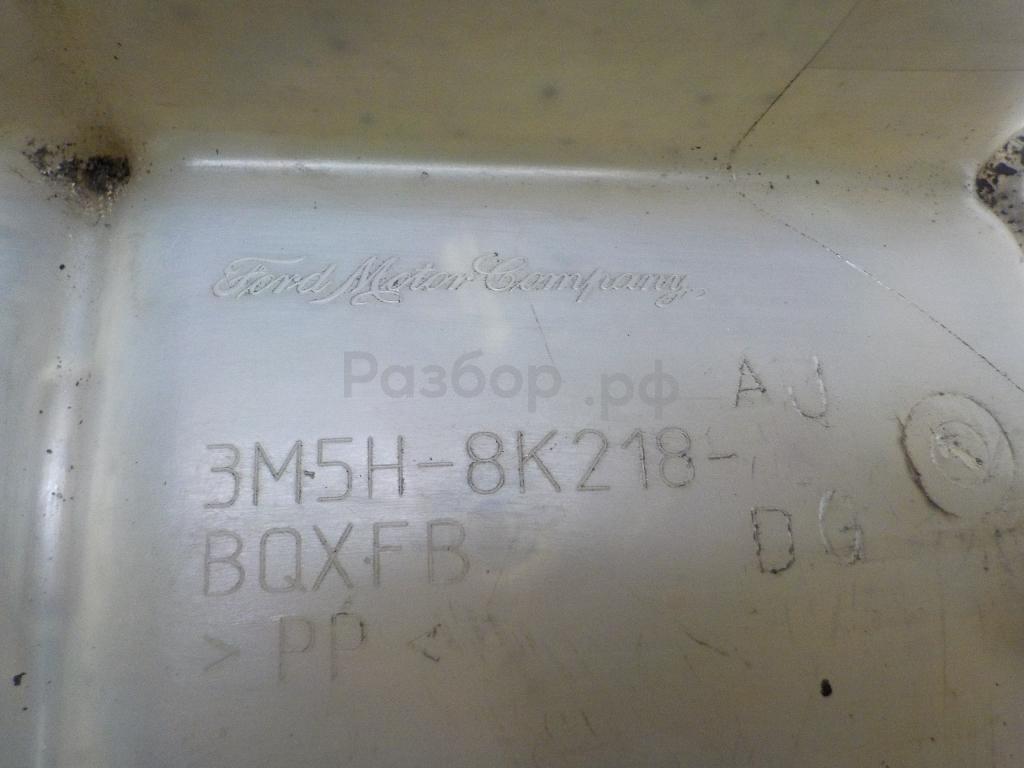 Ford Motor Company,
Разбор.рф
AJ
3M5H-8K218-
BQXFB DG
>PP<